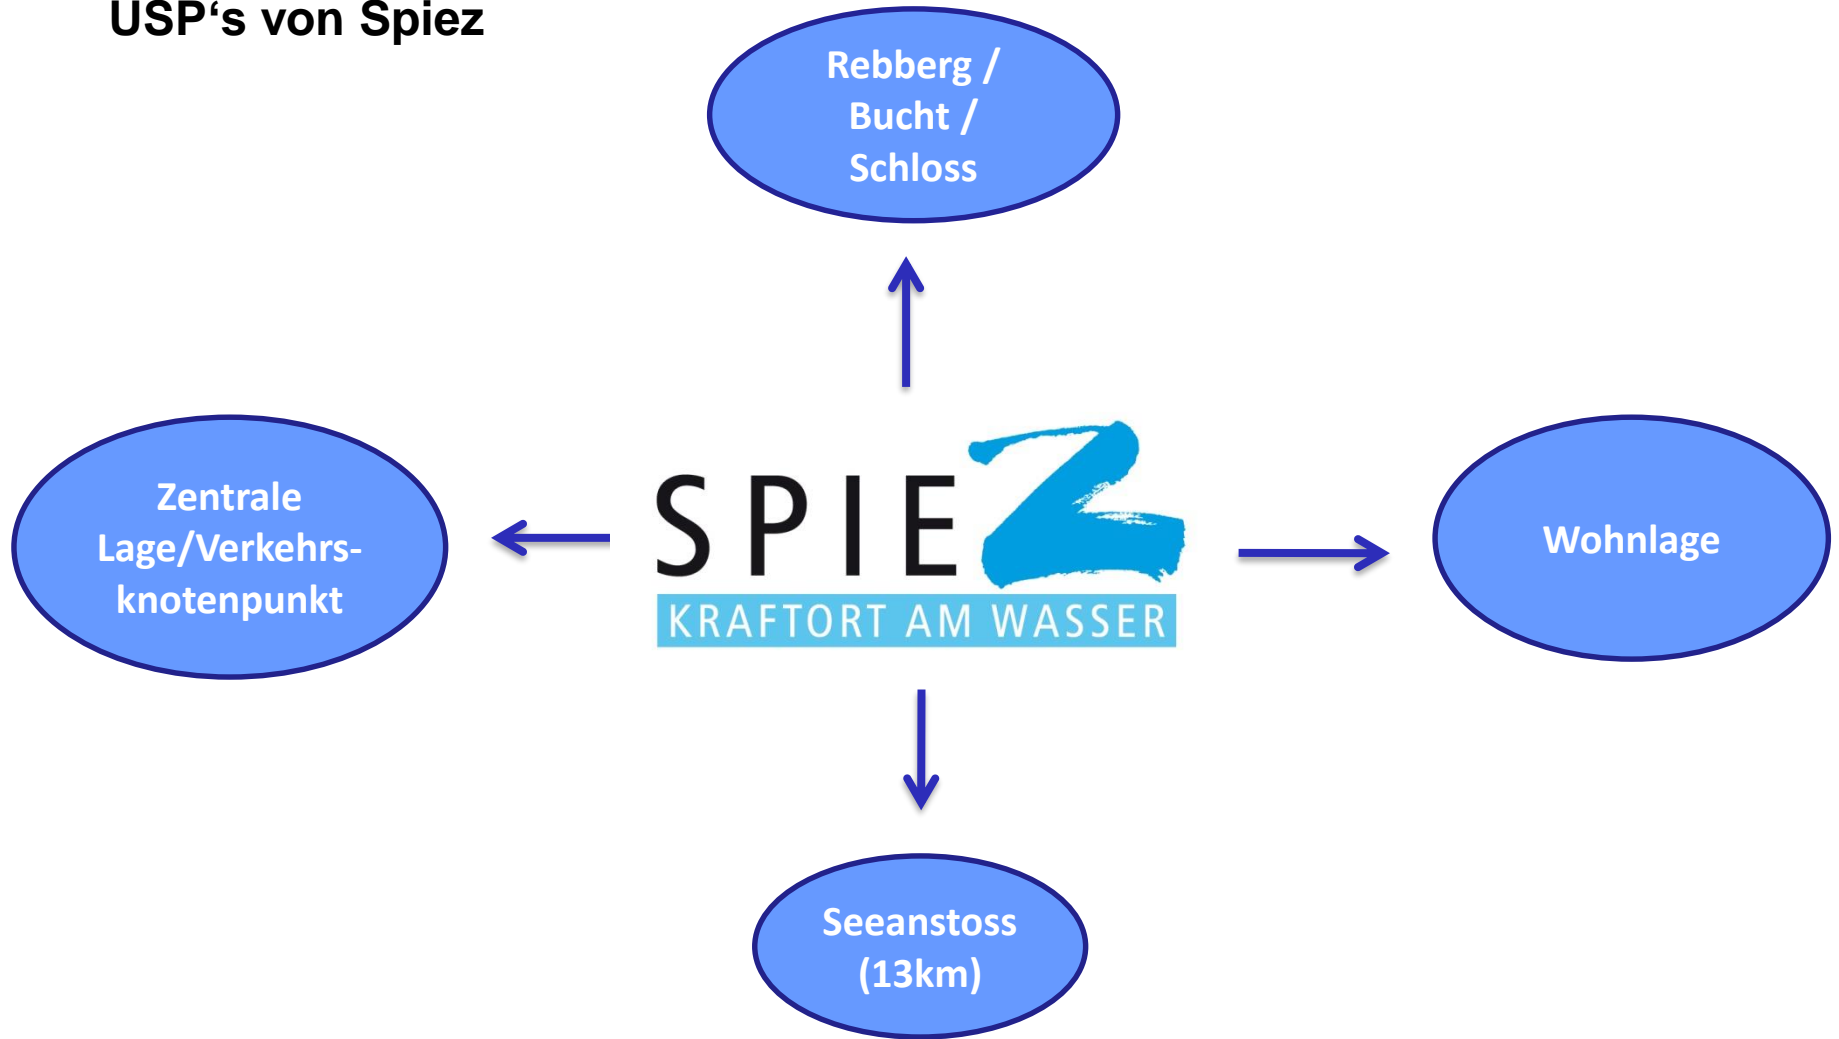 USP‘s von Spiez
Rebberg /
Bucht /
Schloss
Zentrale
Lage/Verkehrs-
knotenpunkt
SPIEZ
KRAFTORT AM WASSER
Wohnlage
Seeanstoss
(13km)